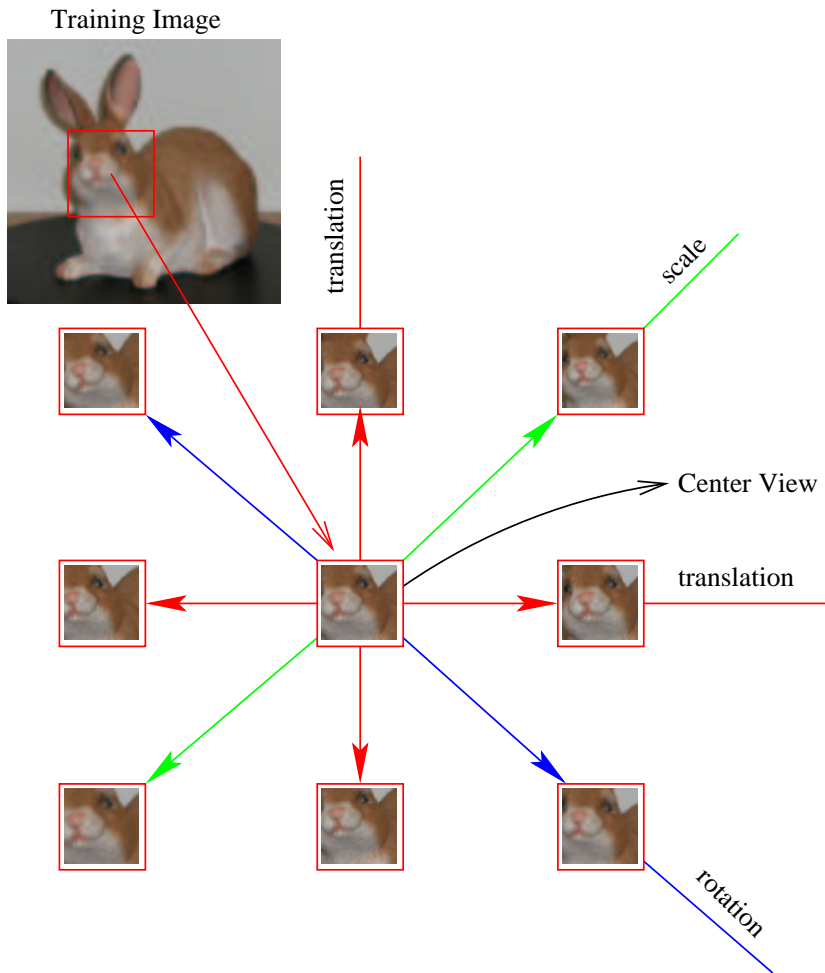 Training Image
translation
scale
Center View
translation
rotation